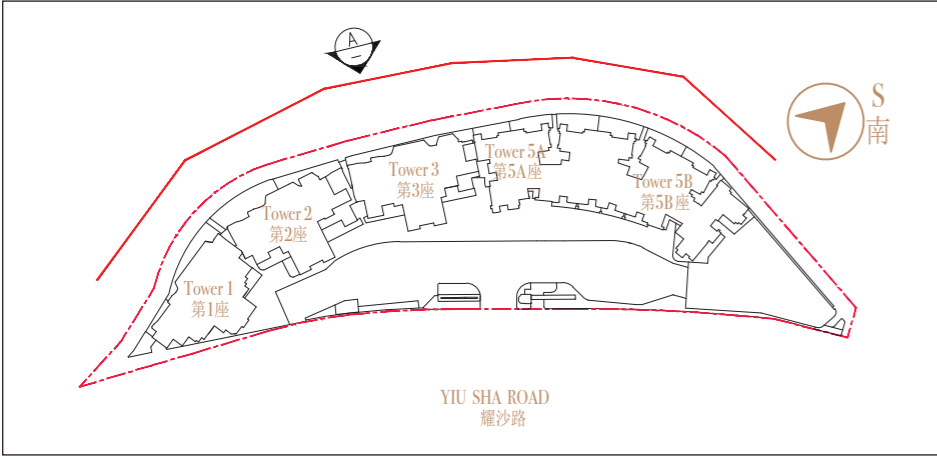 A
S
南
Tower 5A
第5A座
Tower 3
第3座
Tower 5B
第5B座
Tower 2
第2座
Tower 1
第1座
YIU SHA ROAD
耀沙路